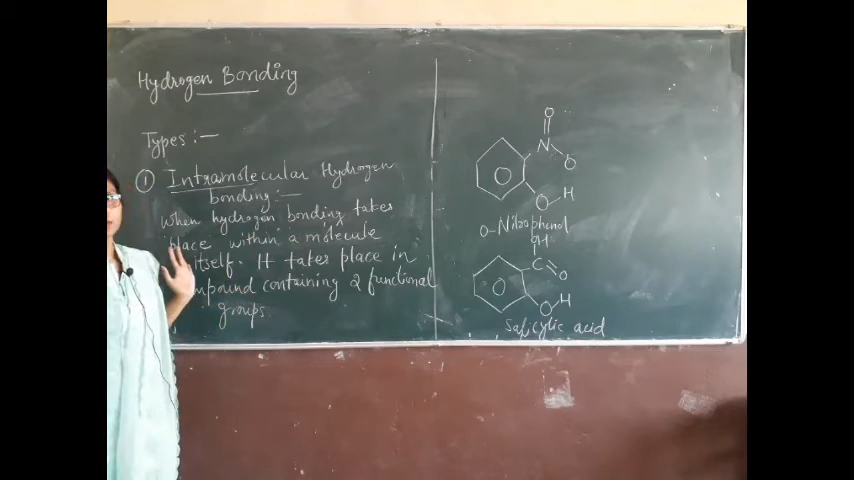 Hydrogen Bonding
Types :—
① Intramolecular Hydrogen
bonding :—
When hydrogen bonding takes
place within a molecule
itself. It takes place in
mpound containing 2 functional
groups.
O
N
O
O H
O-Nitrophenol
OH
C O
O H
Salicylic acid